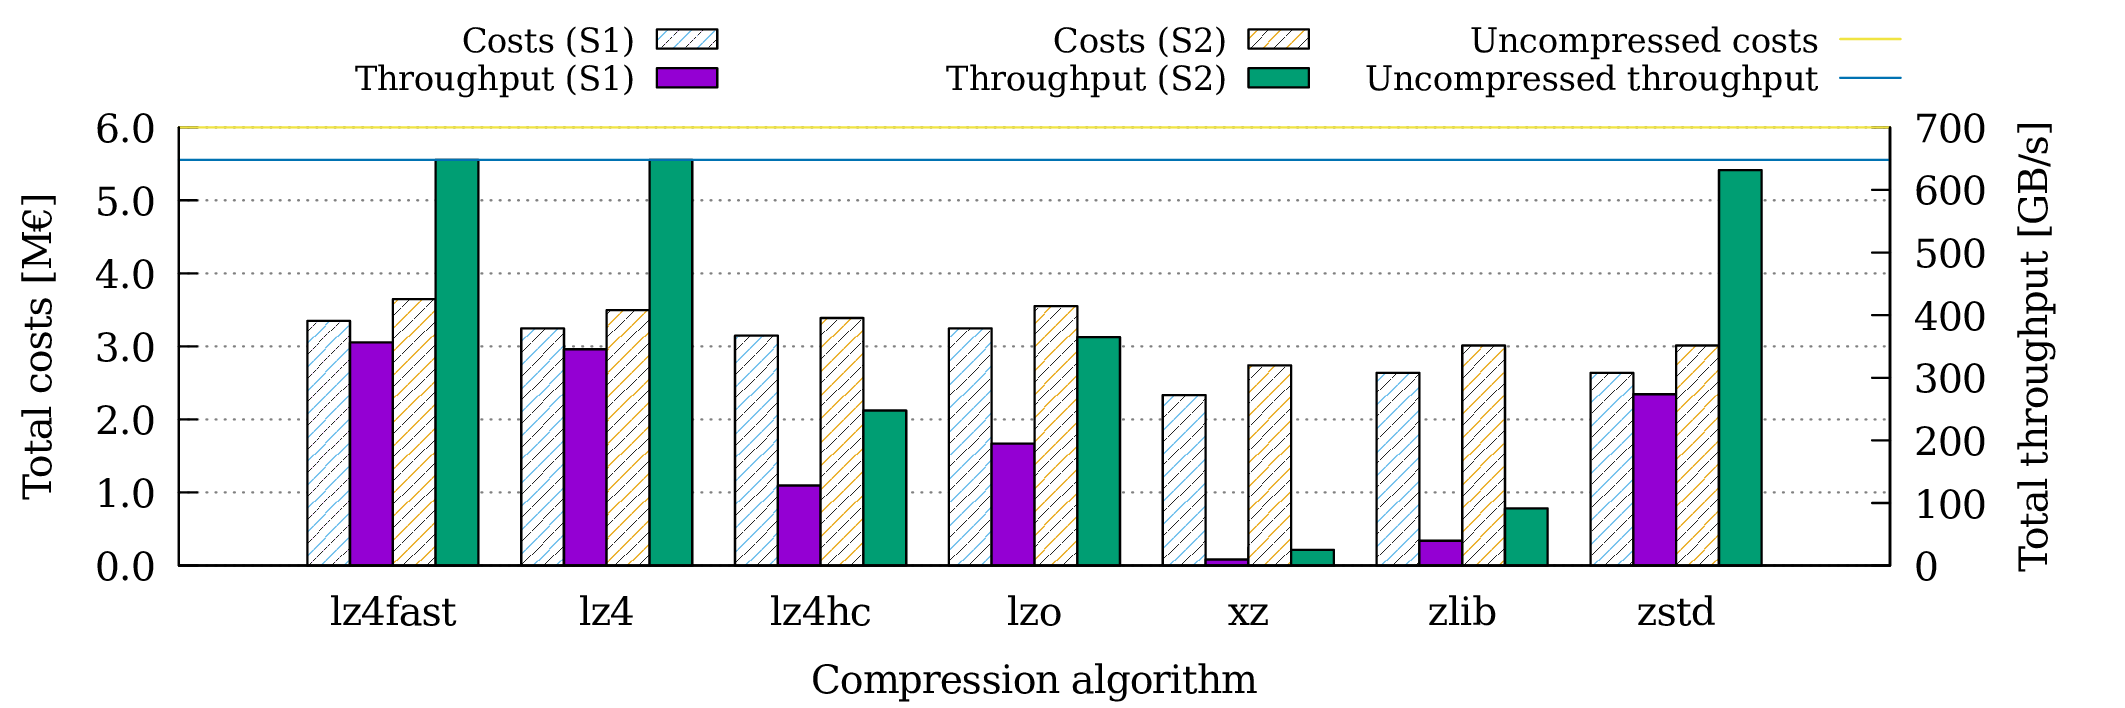 Costs (S1)
Throughput (S1)
Costs (S2)
Throughput (S2)
Uncompressed costs
Uncompressed throughput
Total costs [M€]
6.0
5.0
4.0
3.0
2.0
1.0
0.0
700
600
500
400
300
200
100
0
Total throughput [GB/s]
lz4fast lz4 lz4hc lzo xz zlib zstd
Compression algorithm